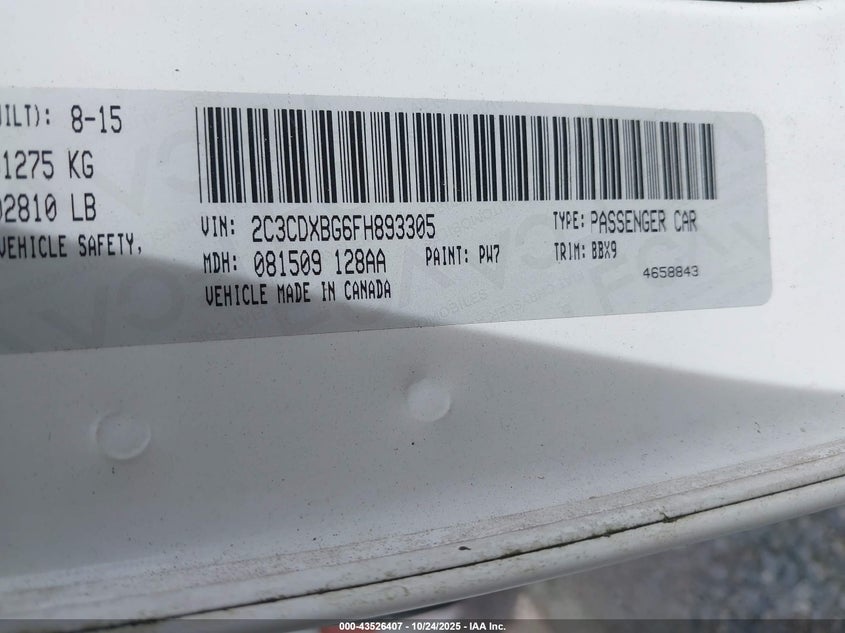 UILT): 8-15
1275 KG
02810 LB
VEHICLE SAFETY,
VIN: 2C3CDXBG6FH893305
TYPE: PASSENGER CAR
MDH: 081509 128AA
PAINT: PW7
TRIM: BBX9
VEHICLE MADE IN CANADA
4658843
000-43526407 - 10/24/2025 - IAA Inc.